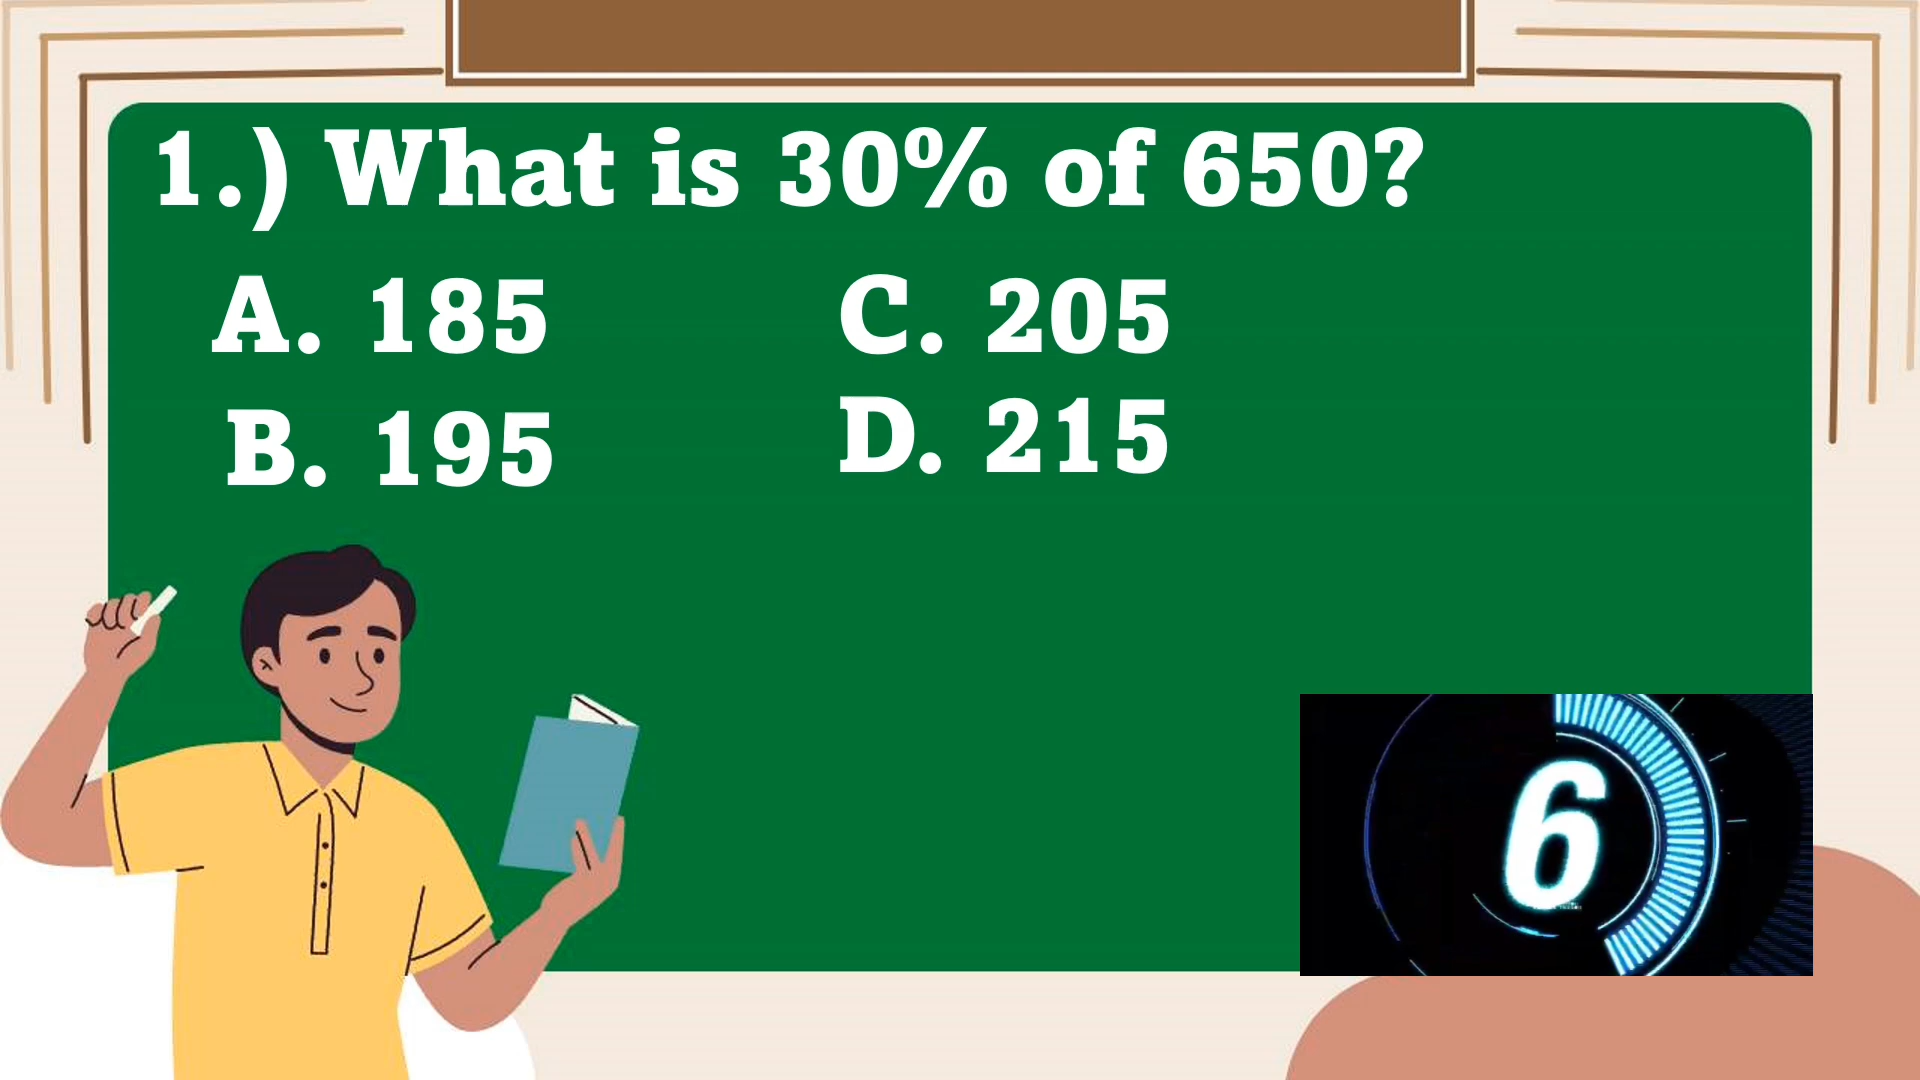 1.) What is 30% of 650?
A. 185
B. 195
C. 205
D. 215
6